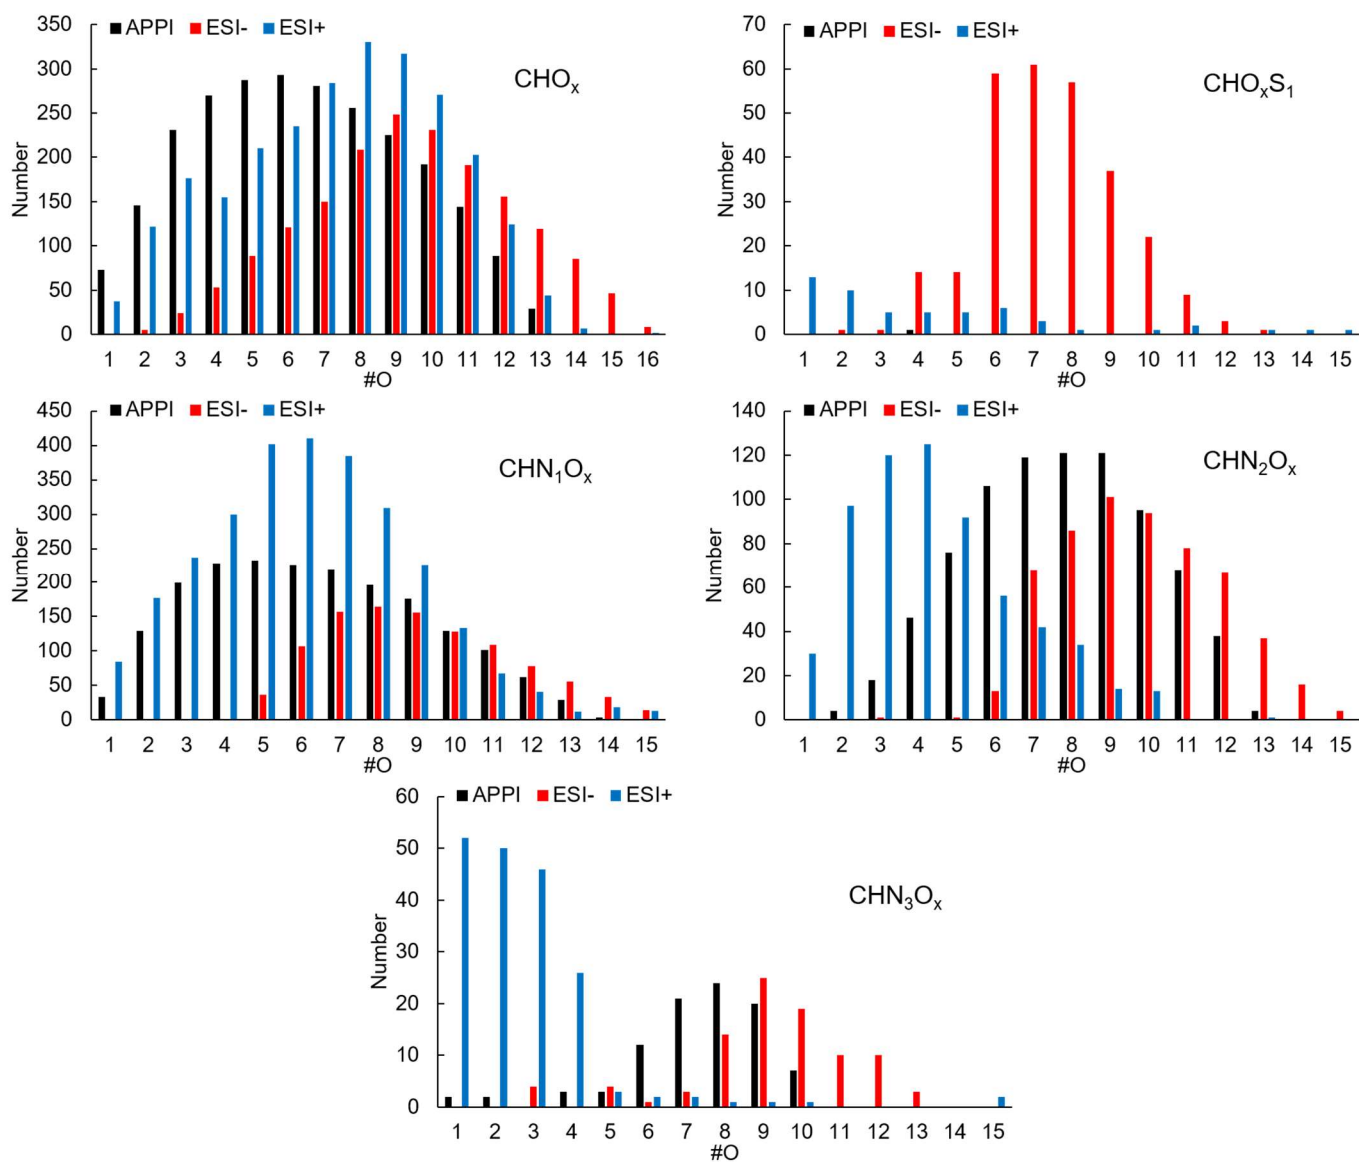 APPI ESI- ESI+
CHOₓ
Number
350
300
250
200
150
100
50
0
1 2 3 4 5 6 7 8 9 10 11 12 13 14 15 16
#O
APPI ESI- ESI+
CHOₓS₁
Number
70
60
50
40
30
20
10
0
1 2 3 4 5 6 7 8 9 10 11 12 13 14 15
#O
APPI ESI- ESI+
CHN₁Oₓ
Number
450
400
350
300
250
200
150
100
50
0
1 2 3 4 5 6 7 8 9 10 11 12 13 14 15
#O
APPI ESI- ESI+
CHN₂Oₓ
Number
140
120
100
80
60
40
20
0
1 2 3 4 5 6 7 8 9 10 11 12 13 14 15
#O
APPI ESI- ESI+
CHN₃Oₓ
Number
60
50
40
30
20
10
0
1 2 3 4 5 6 7 8 9 10 11 12 13 14 15
#O